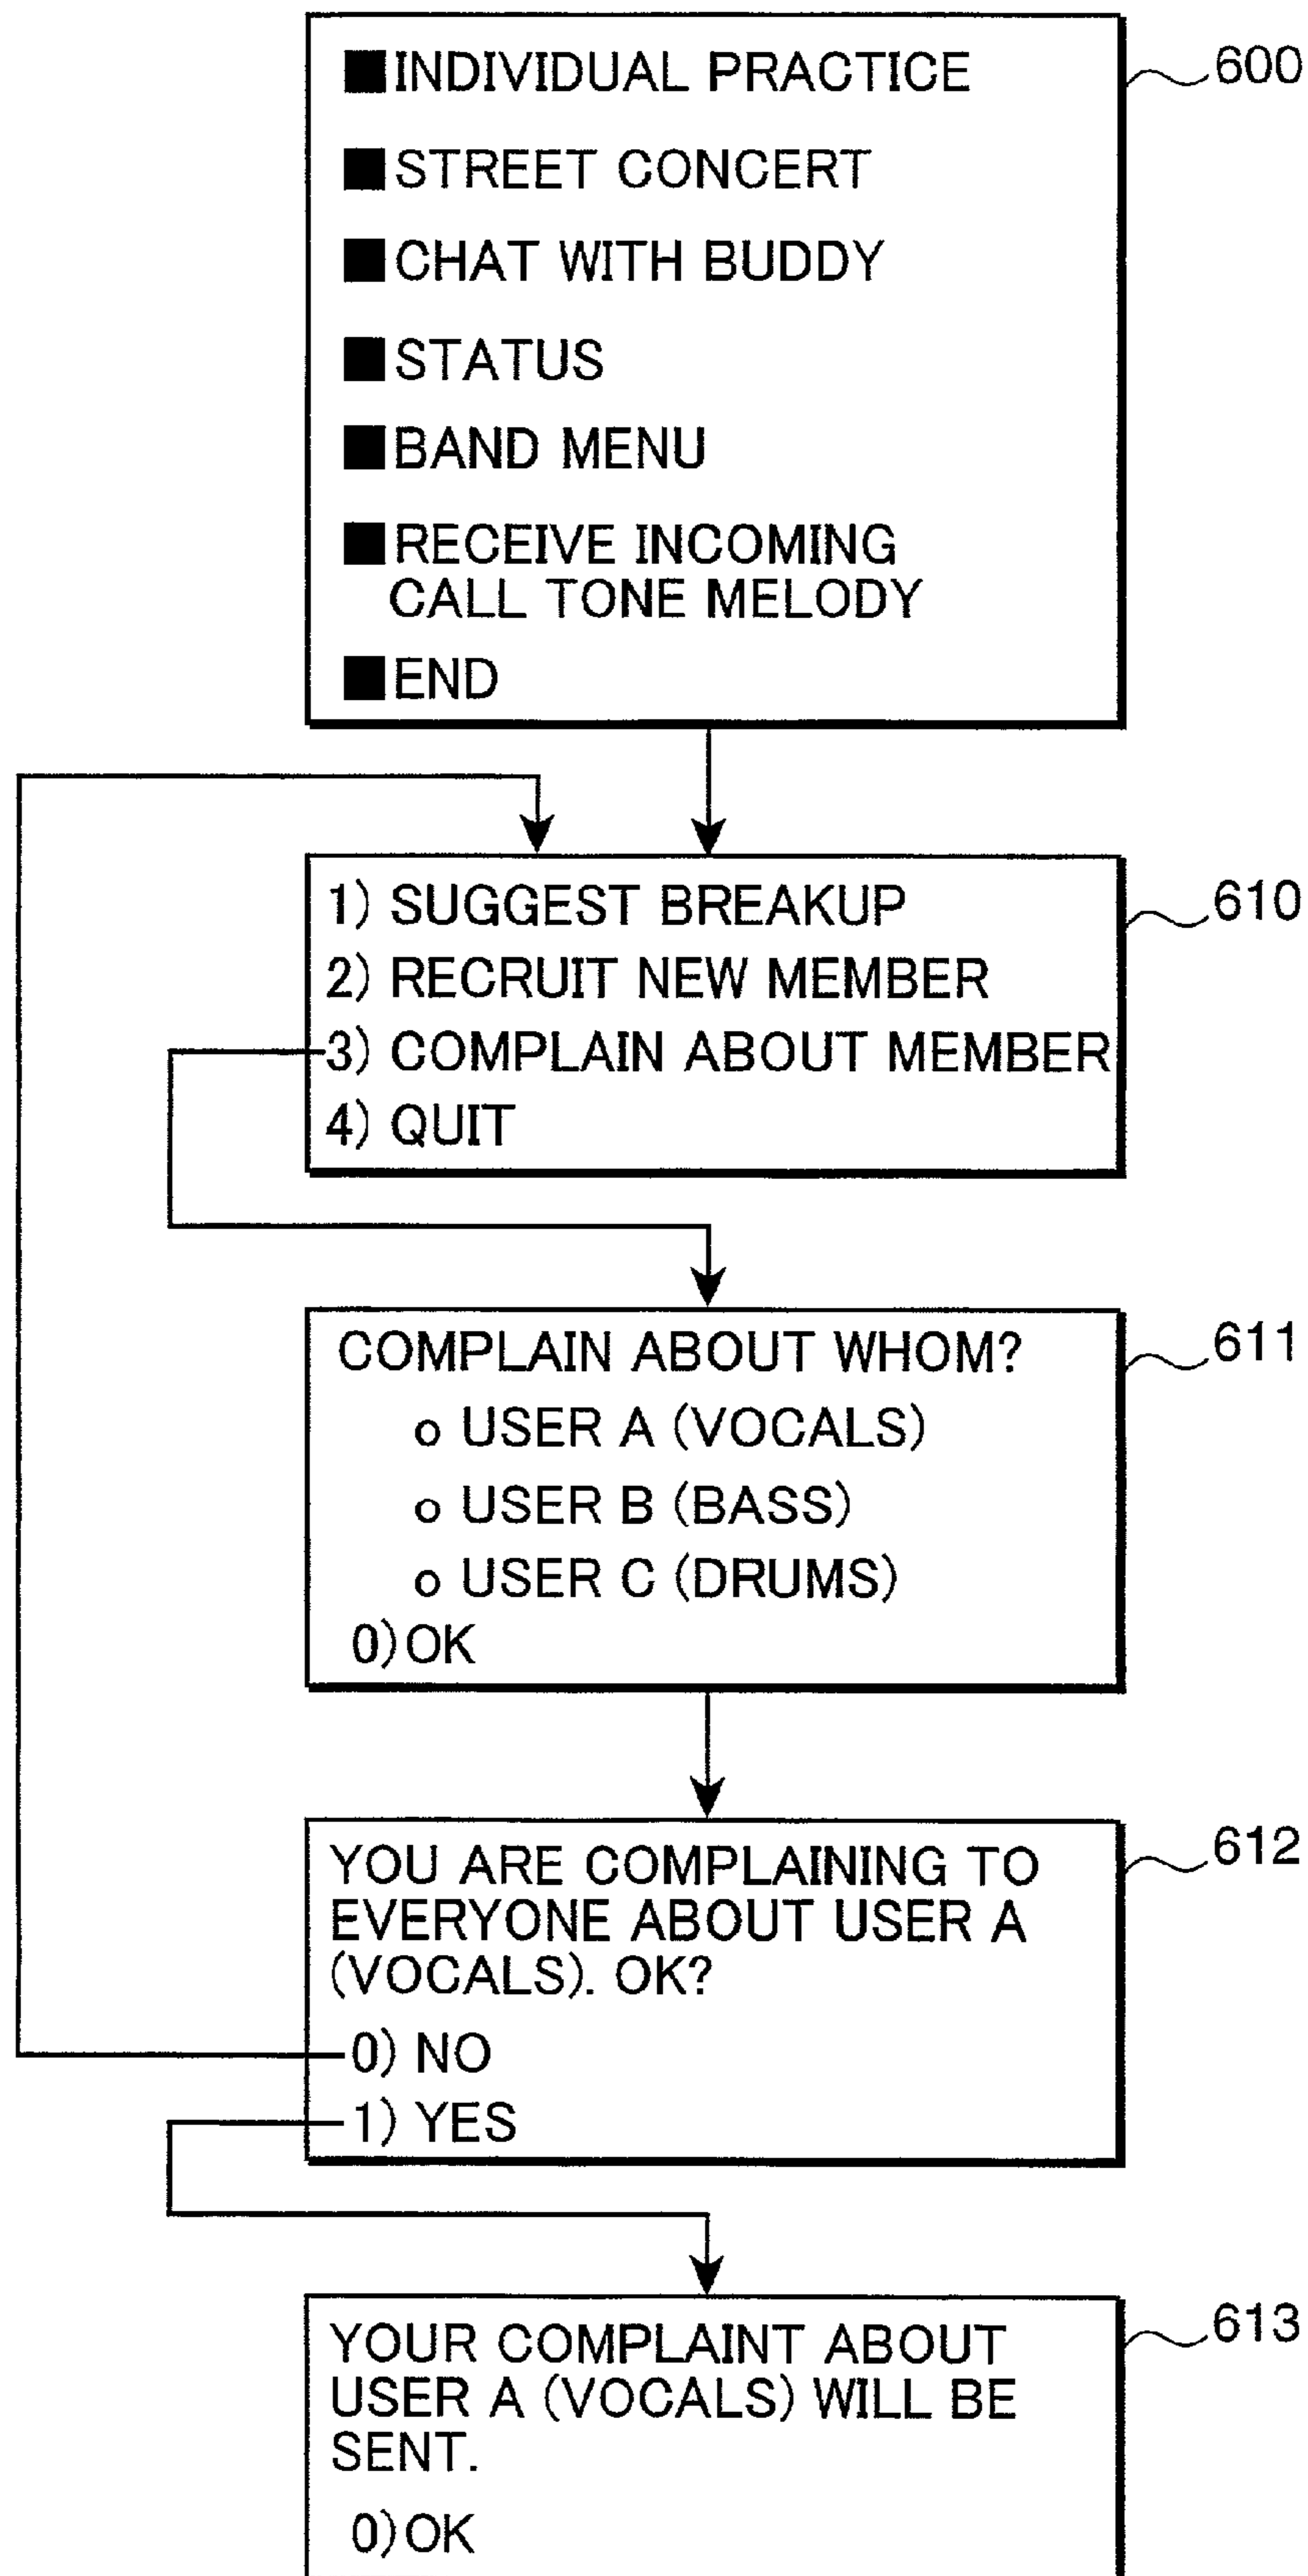 ■INDIVIDUAL PRACTICE
600
■STREET CONCERT
■CHAT WITH BUDDY
■STATUS
■BAND MENU
■RECEIVE INCOMING
CALL TONE MELODY
■END
1) SUGGEST BREAKUP
610
2) RECRUIT NEW MEMBER
3) COMPLAIN ABOUT MEMBER
4) QUIT
COMPLAIN ABOUT WHOM?
611
o USER A (VOCALS)
o USER B (BASS)
o USER C (DRUMS)
0)OK
YOU ARE COMPLAINING TO
612
EVERYONE ABOUT USER A
(VOCALS). OK?
0) NO
1) YES
YOUR COMPLAINT ABOUT
613
USER A (VOCALS) WILL BE
SENT.
0)OK